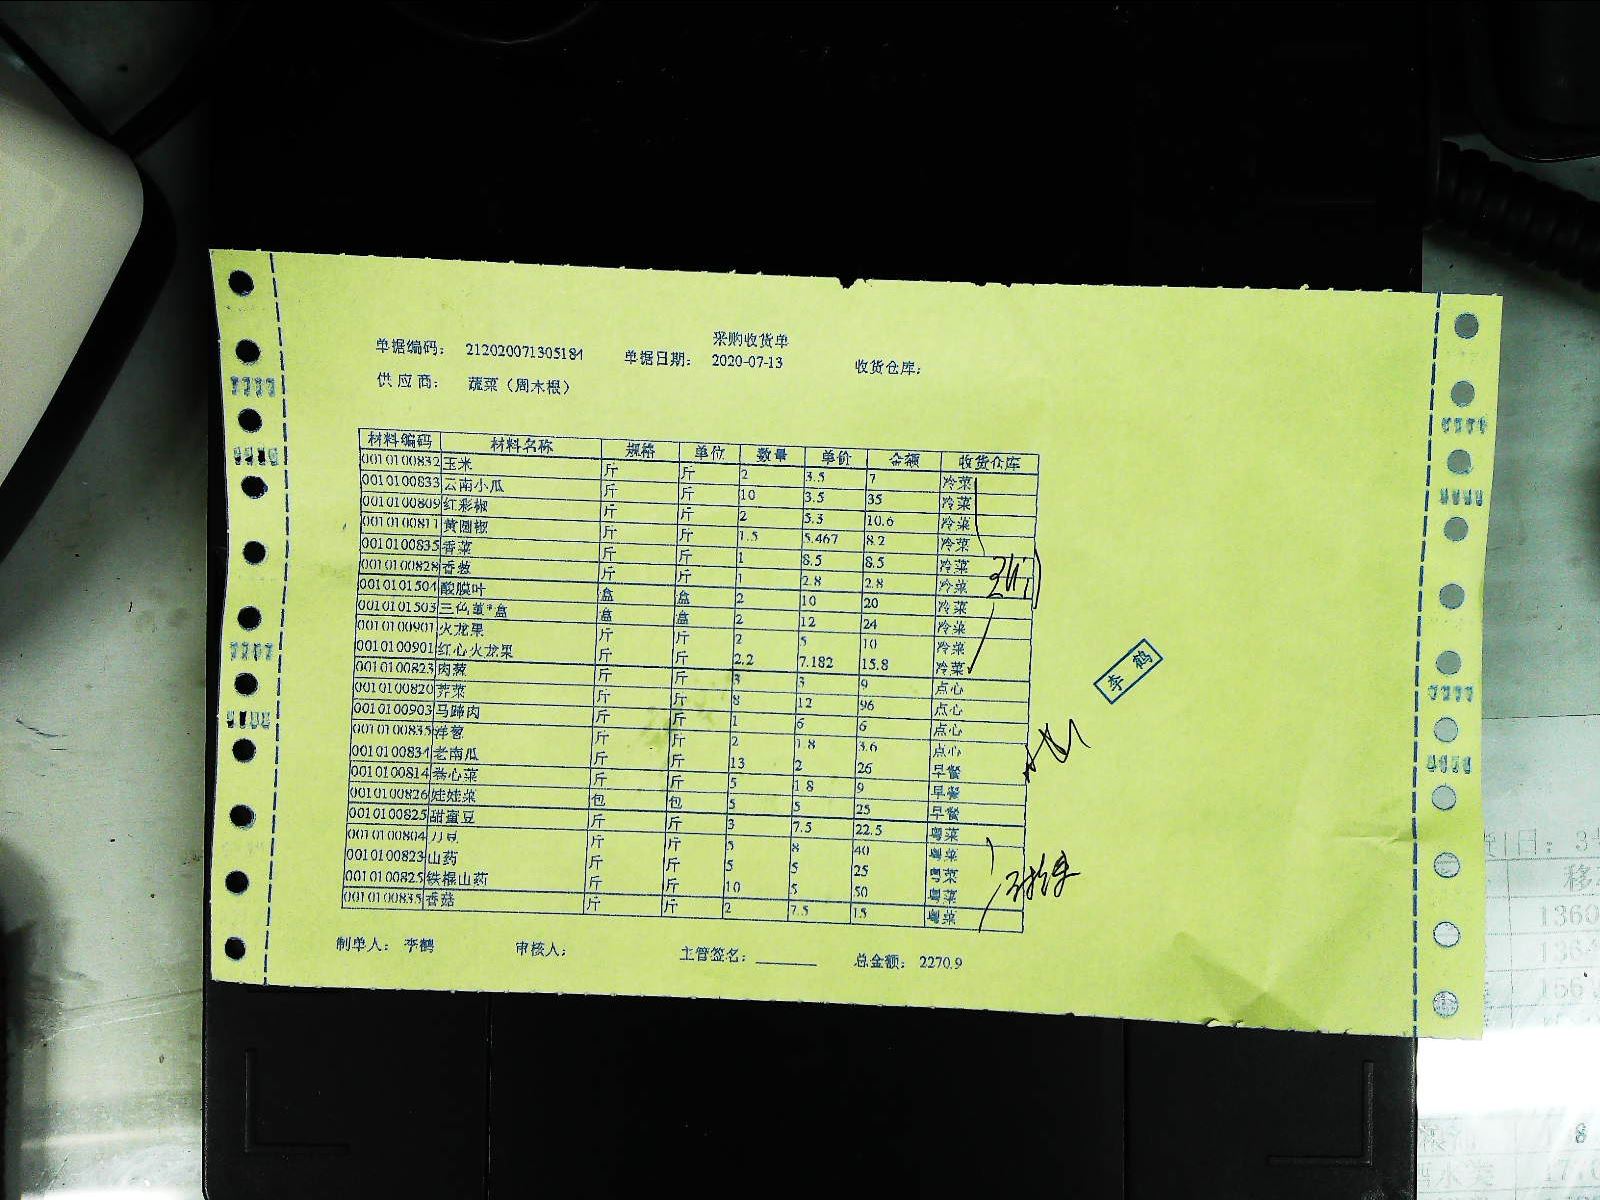 采购收货单
单据编码： 212020071305184 单据日期： 2020-07-13 收货仓库：
供应商： 蔬菜（周木根）
材料编码 材料名称 规格 单位 数量 单价 金额 收货仓库
0010100832 玉米 斤 斤 2 3.5 7 冷菜
0010100833 云南小瓜 斤 斤 10 3.5 35 冷菜
0010100809 红彩椒 斤 斤 2 5.3 10.6 冷菜
0010100811 黄圆椒 斤 斤 1.5 5.467 8.2 冷菜
0010100835 香菜 斤 斤 1 8.5 8.5 冷菜
0010100828 香葱 斤 斤 1 2.8 2.8 冷菜
0010101504 酸膜叶 盒 盒 2 10 20 冷菜
0010101503 三色堇*盒 盒 盒 2 12 24 冷菜
0010100901 火龙果 斤 斤 2 5 10 冷菜
0010100901 红心火龙果 斤 斤 2.2 7.182 15.8 冷菜
0010100823 肉葱 斤 斤 3 3 9 点心
0010100820 荠菜 斤 斤 8 12 96 点心
0010100903 马蹄肉 斤 斤 1 6 6 点心
0010100835 洋葱 斤 斤 2 1.8 3.6 点心
0010100834 老南瓜 斤 斤 13 2 26 早餐
0010100814 卷心菜 斤 斤 5 1.8 9 早餐
0010100826 娃娃菜 包 包 5 5 25 早餐
0010100825 甜蜜豆 斤 斤 3 7.5 22.5 粤菜
0010100804 刀豆 斤 斤 5 8 40 粤菜
0010100823 山药 斤 斤 5 5 25 粤菜
0010100825 铁棍山药 斤 斤 10 5 50 粤菜
0010100835 香菇 斤 斤 2 7.5 15 粤菜
李鹤
制单人： 李鹤 审核人： 主管签名： 总金额： 2270.9